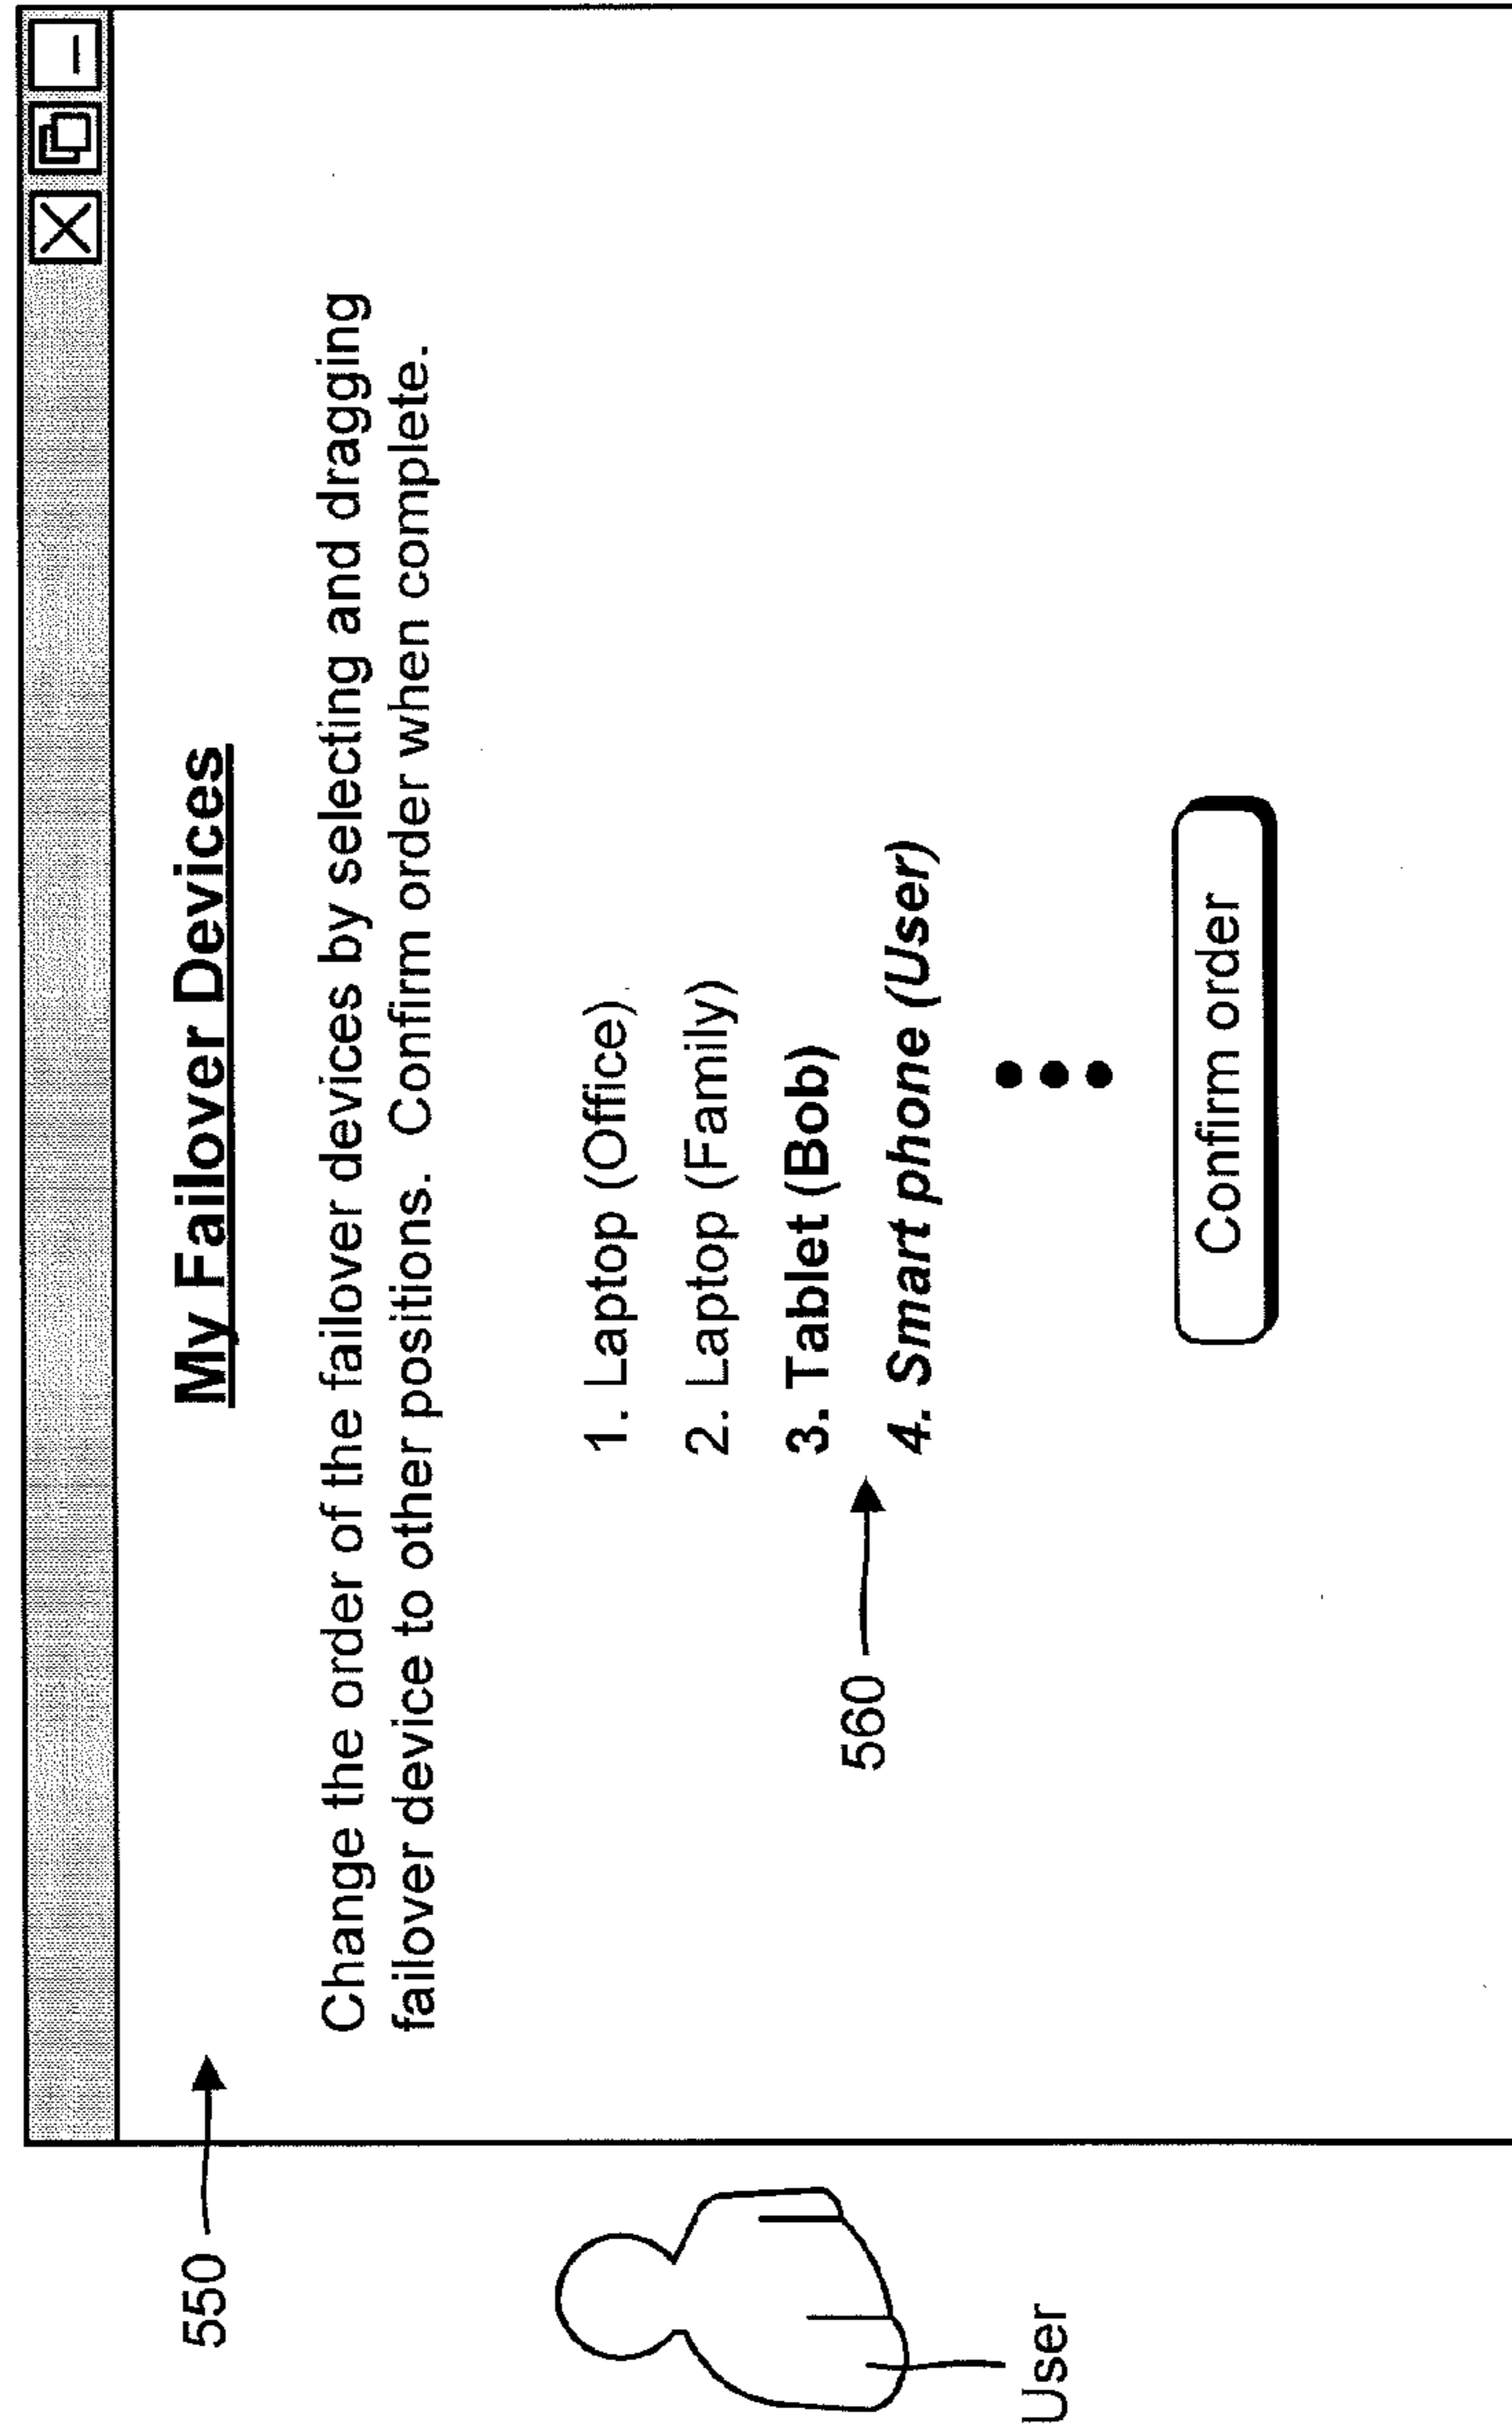 550
My Failover Devices
Change the order of the failover devices by selecting and dragging
failover device to other positions. Confirm order when complete.
1. Laptop (Office)
2. Laptop (Family)
3. Tablet (Bob)
4. Smart phone (User)
560
Confirm order
User